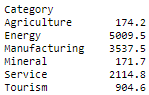 Category
Agriculture 174.2
Energy 5009.5
Manufacturing 3537.5
Mineral 171.7
Service 2114.8
Tourism 904.6